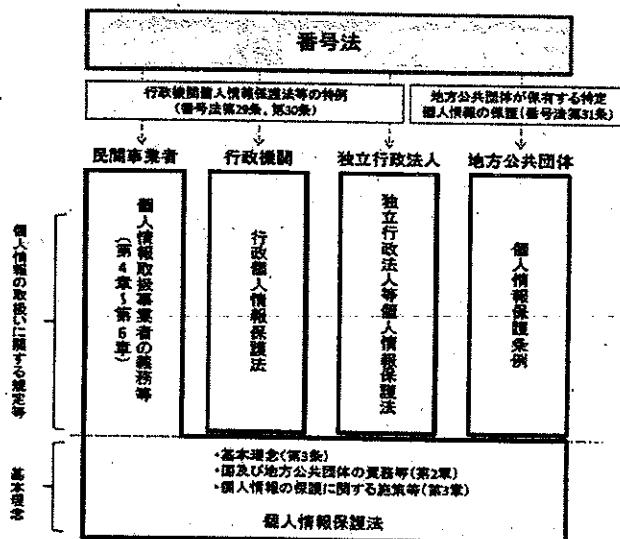 番号法
行政機関個人情報保護法等の特例
(番号法第29条、第30条)
地方公共団体が保有する特定
個人情報の保護(番号法第31条)
民間事業者
行政機関
独立行政法人
地方公共団体
個人情報の取扱いに関する規定等
個人情報取扱事業者の義務等
(第4章~第6章)
行政個人情報保護法
独立行政法人等個人情報保護法
個人情報保護条例
基本理念
・基本理念(第3条)
・国及び地方公共団体の責務等(第2章)
・個人情報の保護に関する施策等(第3章)
個人情報保護法